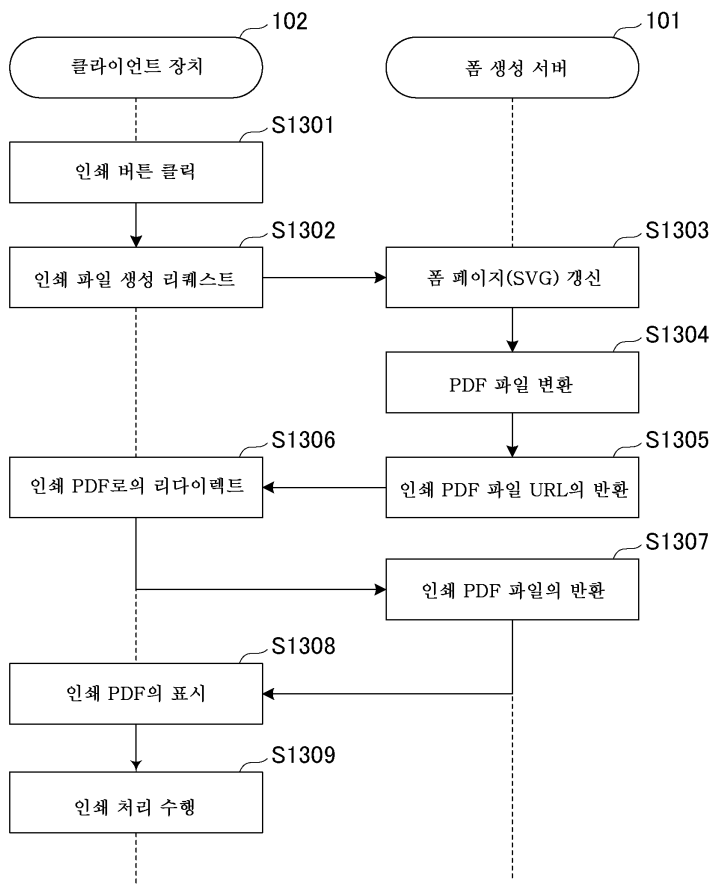 102
클라이언트 장치
101
폼 생성 서버
S1301
인쇄 버튼 클릭
S1302
인쇄 파일 생성 리퀘스트
S1303
폼 페이지(SVG) 갱신
S1304
PDF 파일 변환
S1305
인쇄 PDF 파일 URL의 반환
S1306
인쇄 PDF로의 리다이렉트
S1307
인쇄 PDF 파일의 반환
S1308
인쇄 PDF의 표시
S1309
인쇄 처리 수행